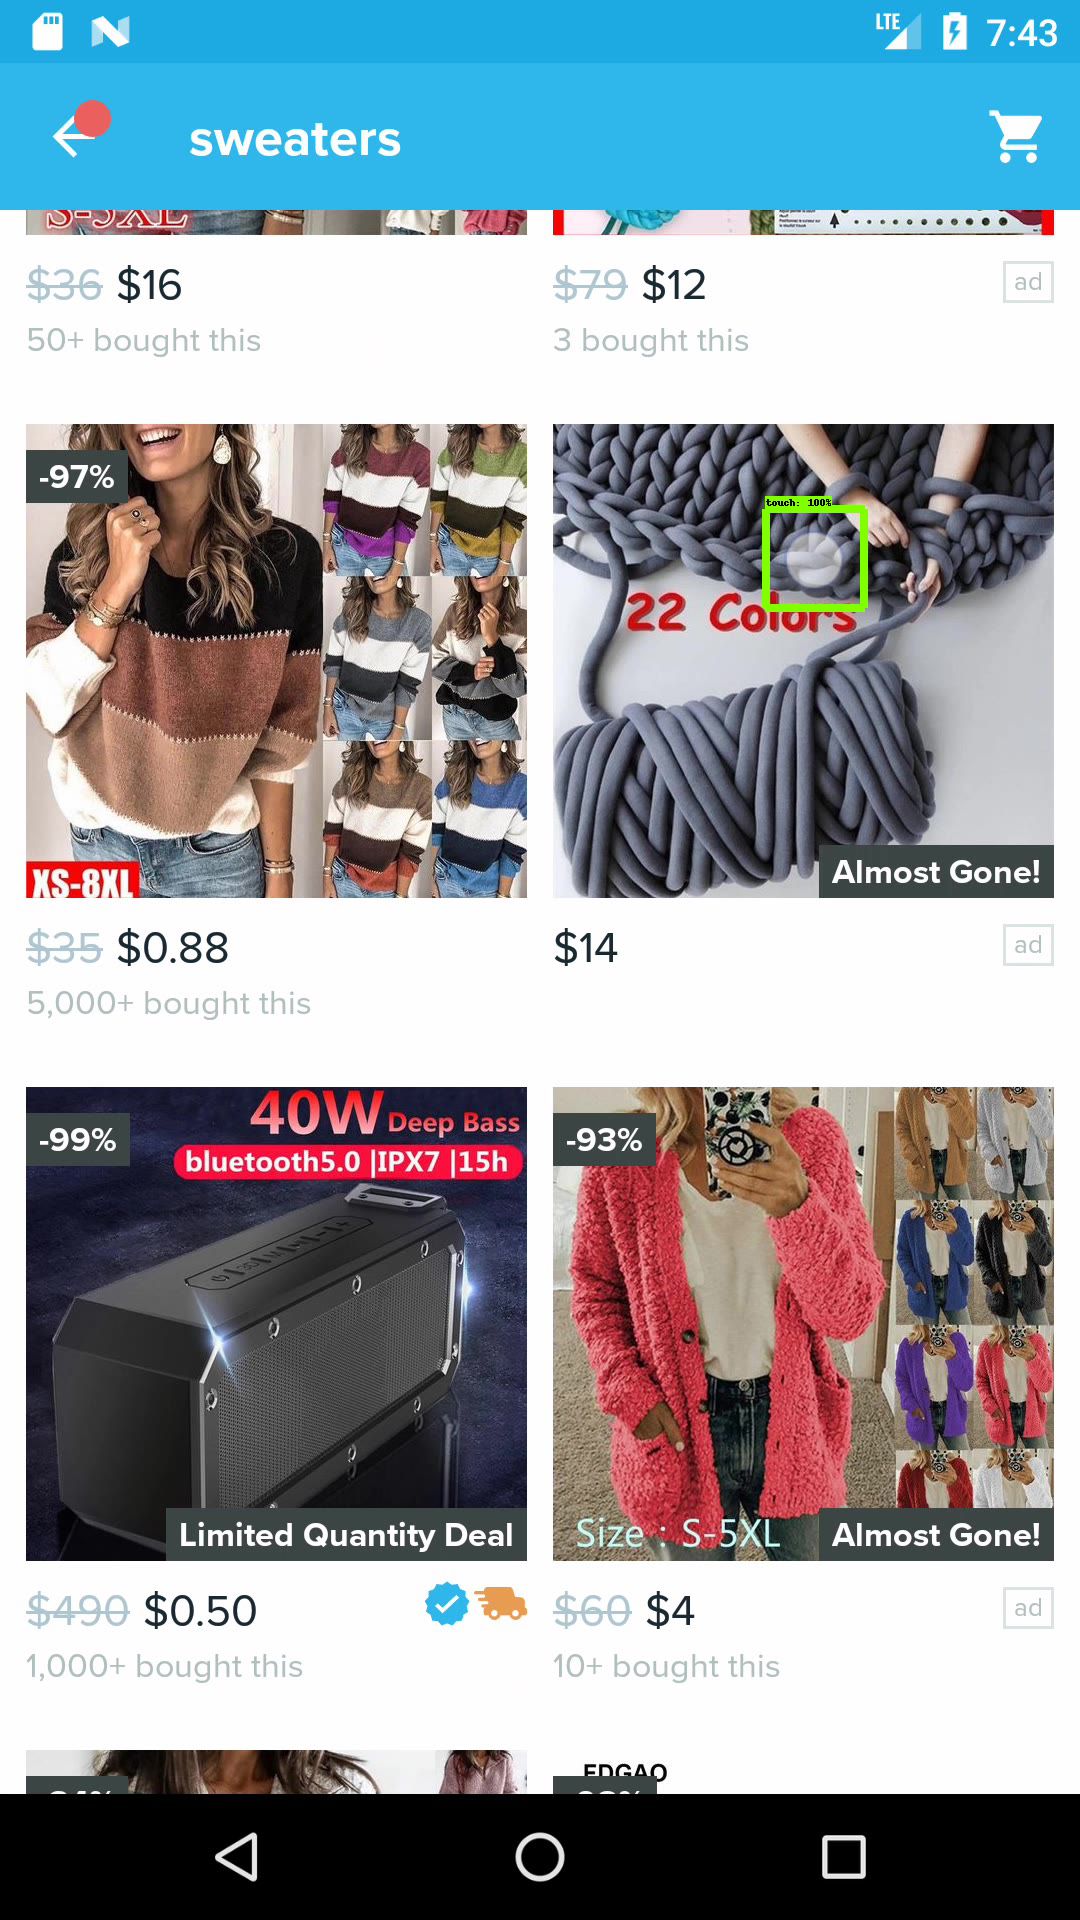 LTE 7:43
sweaters
S-5XL
$36 $16
50+ bought this
$79 $12
ad
3 bought this
-97%
XS-8XL
$35 $0.88
5,000+ bought this
touch: 100%
22 Colors
Almost Gone!
$14
ad
-99%
40W Deep Bass
bluetooth5.0 |IPX7 |15h
Limited Quantity Deal
$490 $0.50
1,000+ bought this
-93%
Size : S-5XL
Almost Gone!
$60 $4
ad
10+ bought this
EDGAO